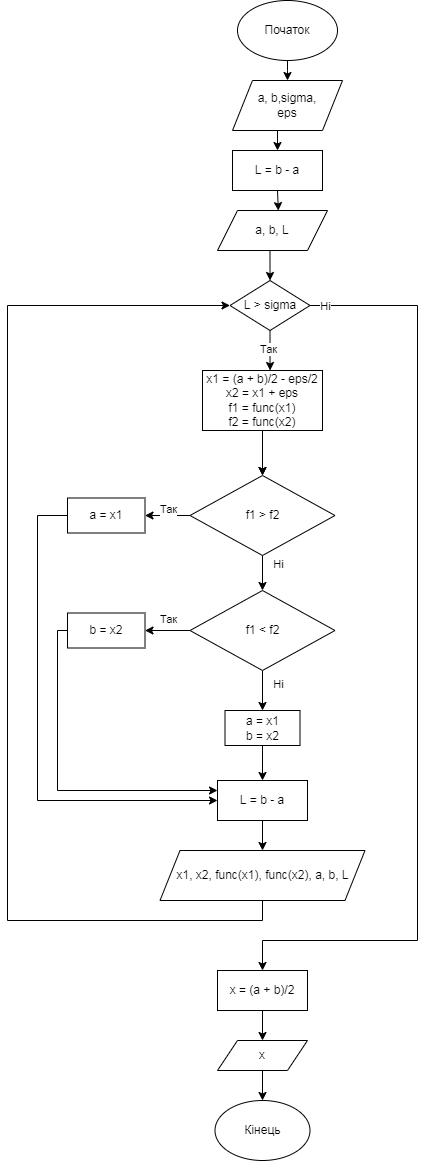 Початок
a, b,sigma,
eps
L = b - a
a, b, L
L > sigma
Ні
Так
x1 = (a + b)/2 - eps/2
x2 = x1 + eps
f1 = func(x1)
f2 = func(x2)
f1 > f2
Так
a = x1
Ні
f1 < f2
Так
b = x2
Ні
a = x1
b = x2
L = b - a
x1, x2, func(x1), func(x2), a, b, L
x = (a + b)/2
x
Кінець